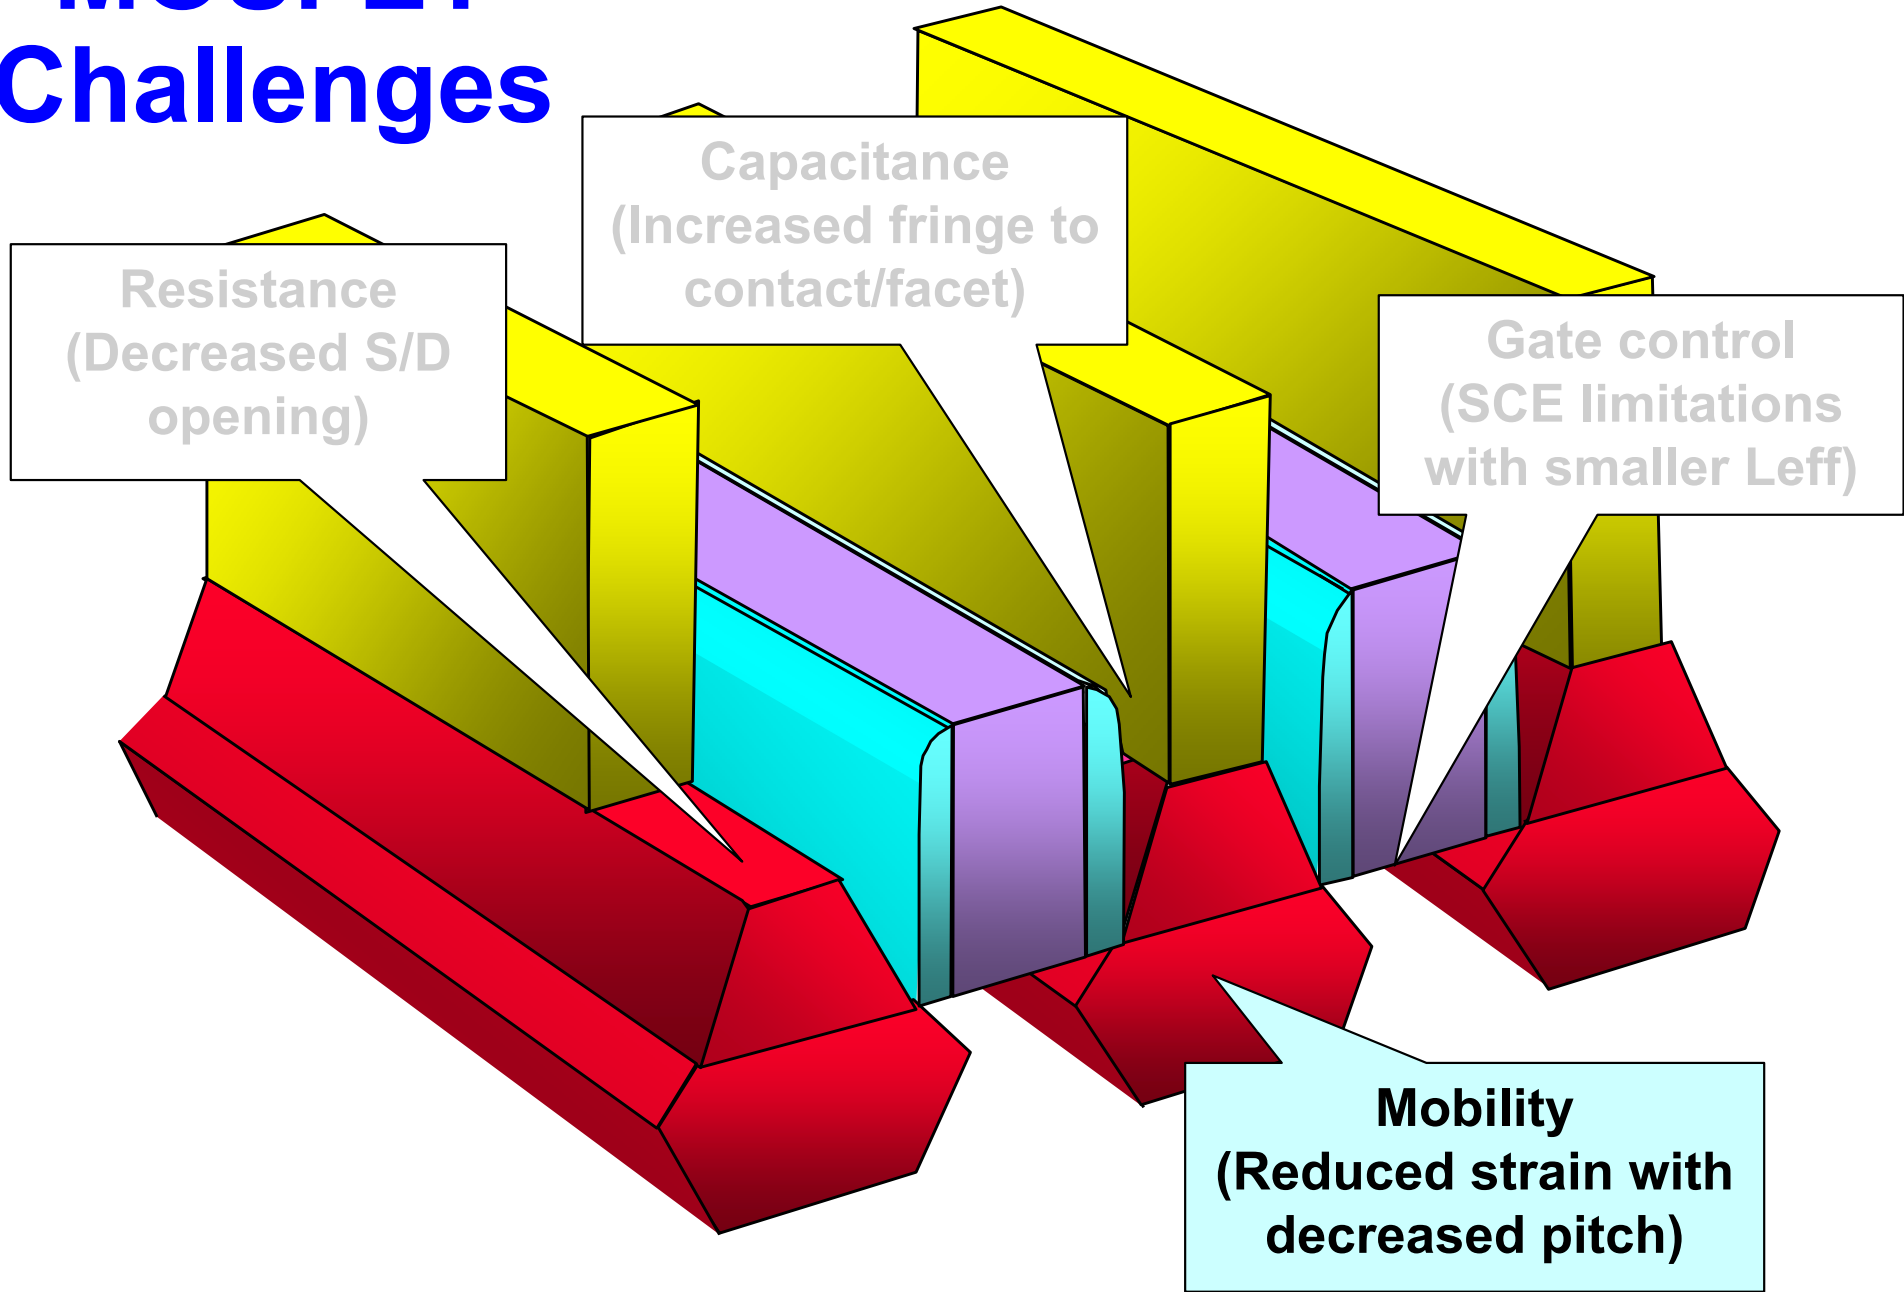 MOSFET
Challenges
Capacitance
(Increased fringe to
contact/facet)
Resistance
(Decreased S/D
opening)
Gate control
(SCE limitations
with smaller Leff)
Mobility
(Reduced strain with
decreased pitch)